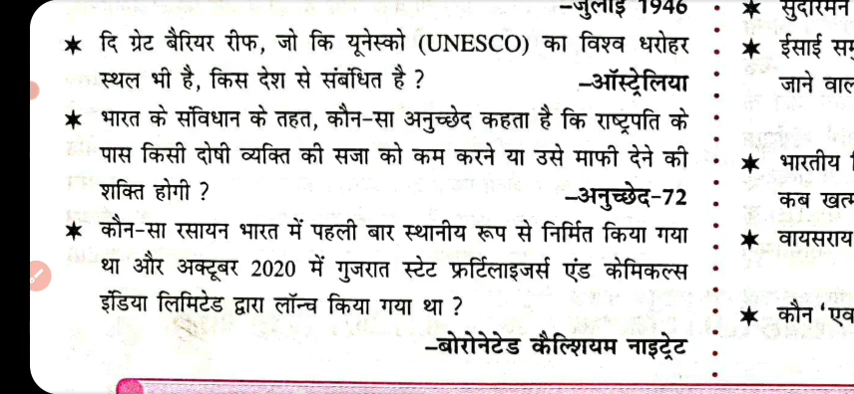 –जुलाई 1946
★ दि ग्रेट बैरियर रीफ, जो कि यूनेस्को (UNESCO) का विश्व धरोहर
स्थल भी है, किस देश से संबंधित है ?
–ऑस्ट्रेलिया
★ भारत के संविधान के तहत, कौन-सा अनुच्छेद कहता है कि राष्ट्रपति के
पास किसी दोषी व्यक्ति की सजा को कम करने या उसे माफी देने की
शक्ति होगी ?
–अनुच्छेद-72
★ कौन-सा रसायन भारत में पहली बार स्थानीय रूप से निर्मित किया गया
था और अक्टूबर 2020 में गुजरात स्टेट फ्रर्टिलाइजर्स एंड केमिकल्स
इंडिया लिमिटेड द्वारा लॉन्च किया गया था ?
–बोरोनेटेड कैल्शियम नाइट्रेट
★
★ ईसाई
जाने
★ भारतीय
कब
★ वायसराय
★ कौन